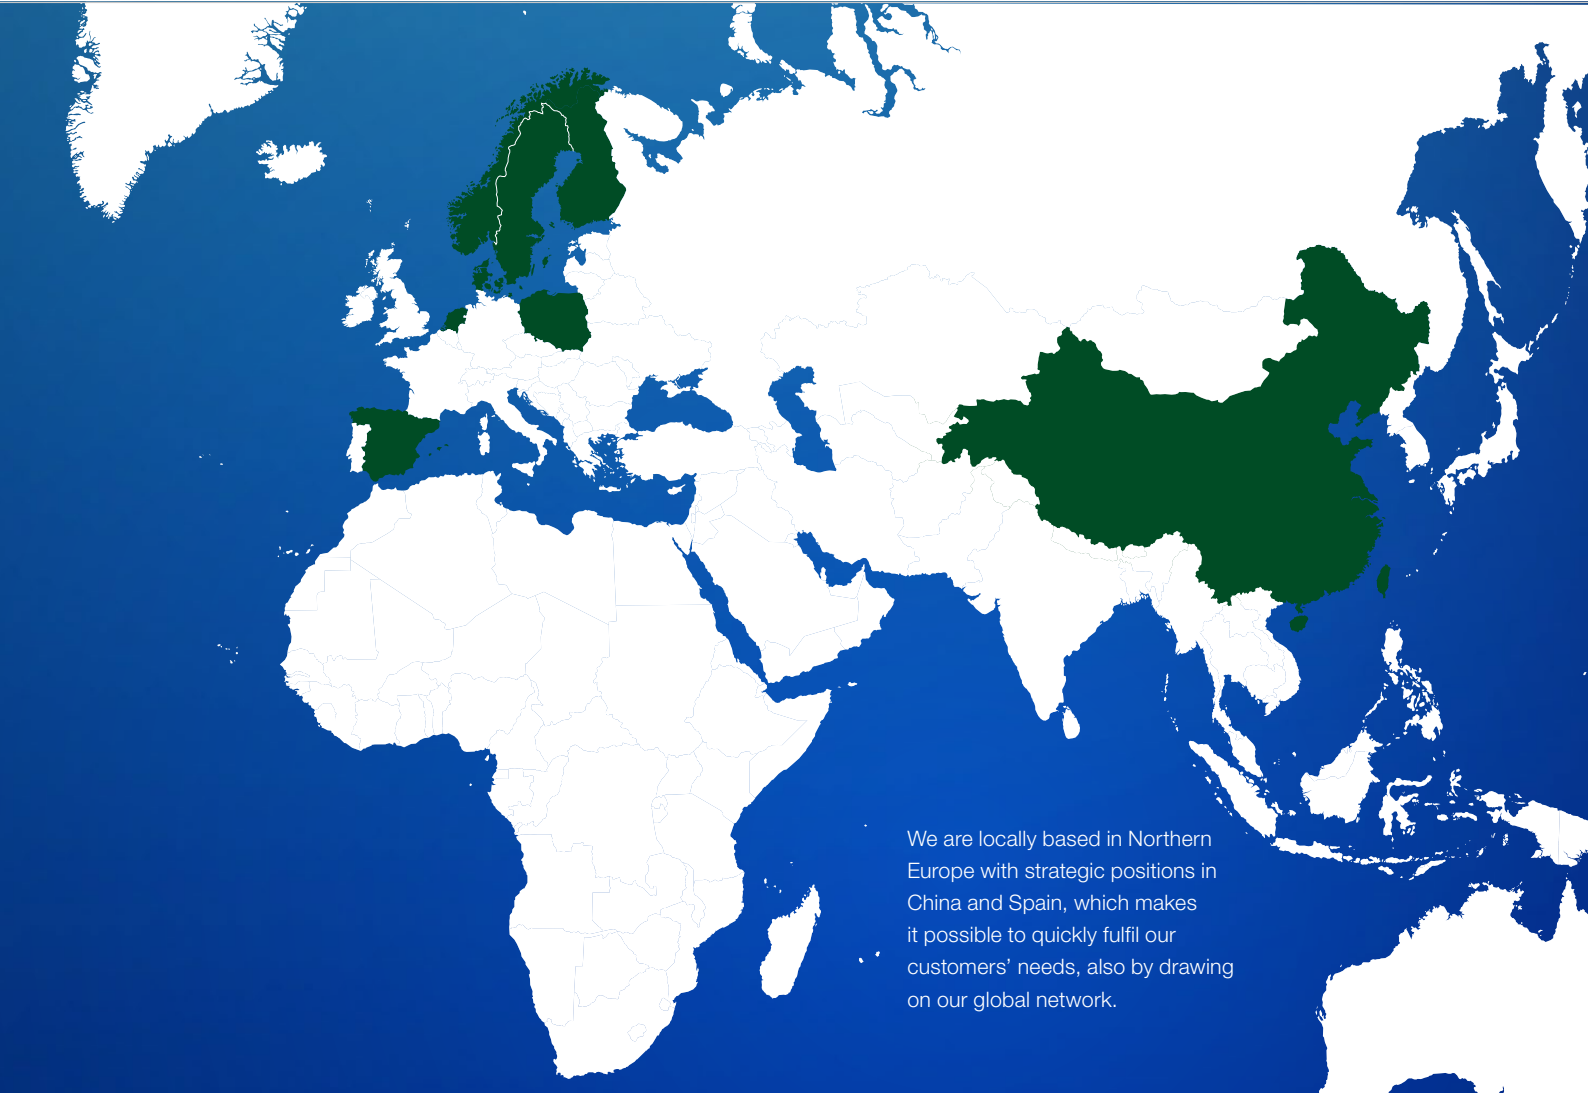 We are locally based in Northern
Europe with strategic positions in
China and Spain, which makes
it possible to quickly fulfil our
customers’ needs, also by drawing
on our global network.